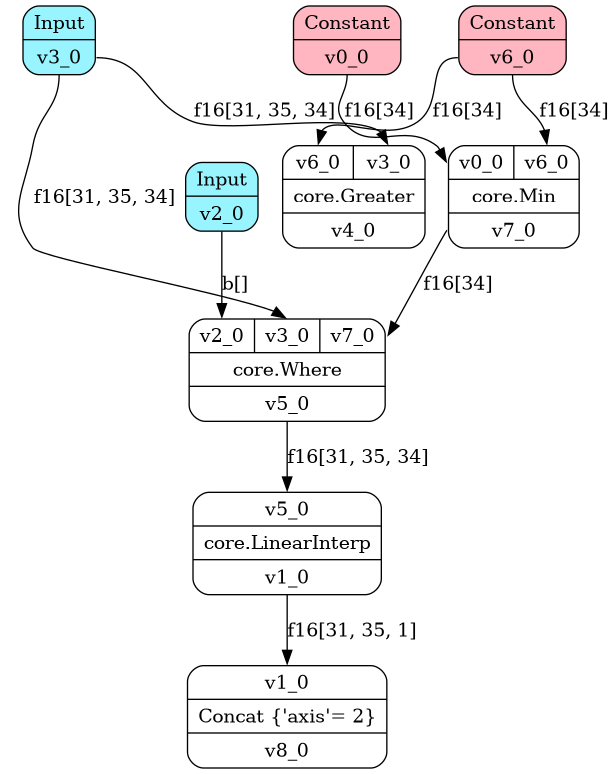 Input
v3_0
Constant
v0_0
Constant
v6_0
f16[31, 35, 34]
f16[34]
f16[34]
f16[34]
v6_0 v3_0
core.Greater
v4_0
v0_0 v6_0
core.Min
v7_0
Input
v2_0
f16[31, 35, 34]
b[]
f16[34]
v2_0 v3_0 v7_0
core.Where
v5_0
f16[31, 35, 34]
v5_0
core.LinearInterp
v1_0
f16[31, 35, 1]
v1_0
Concat {'axis'= 2}
v8_0